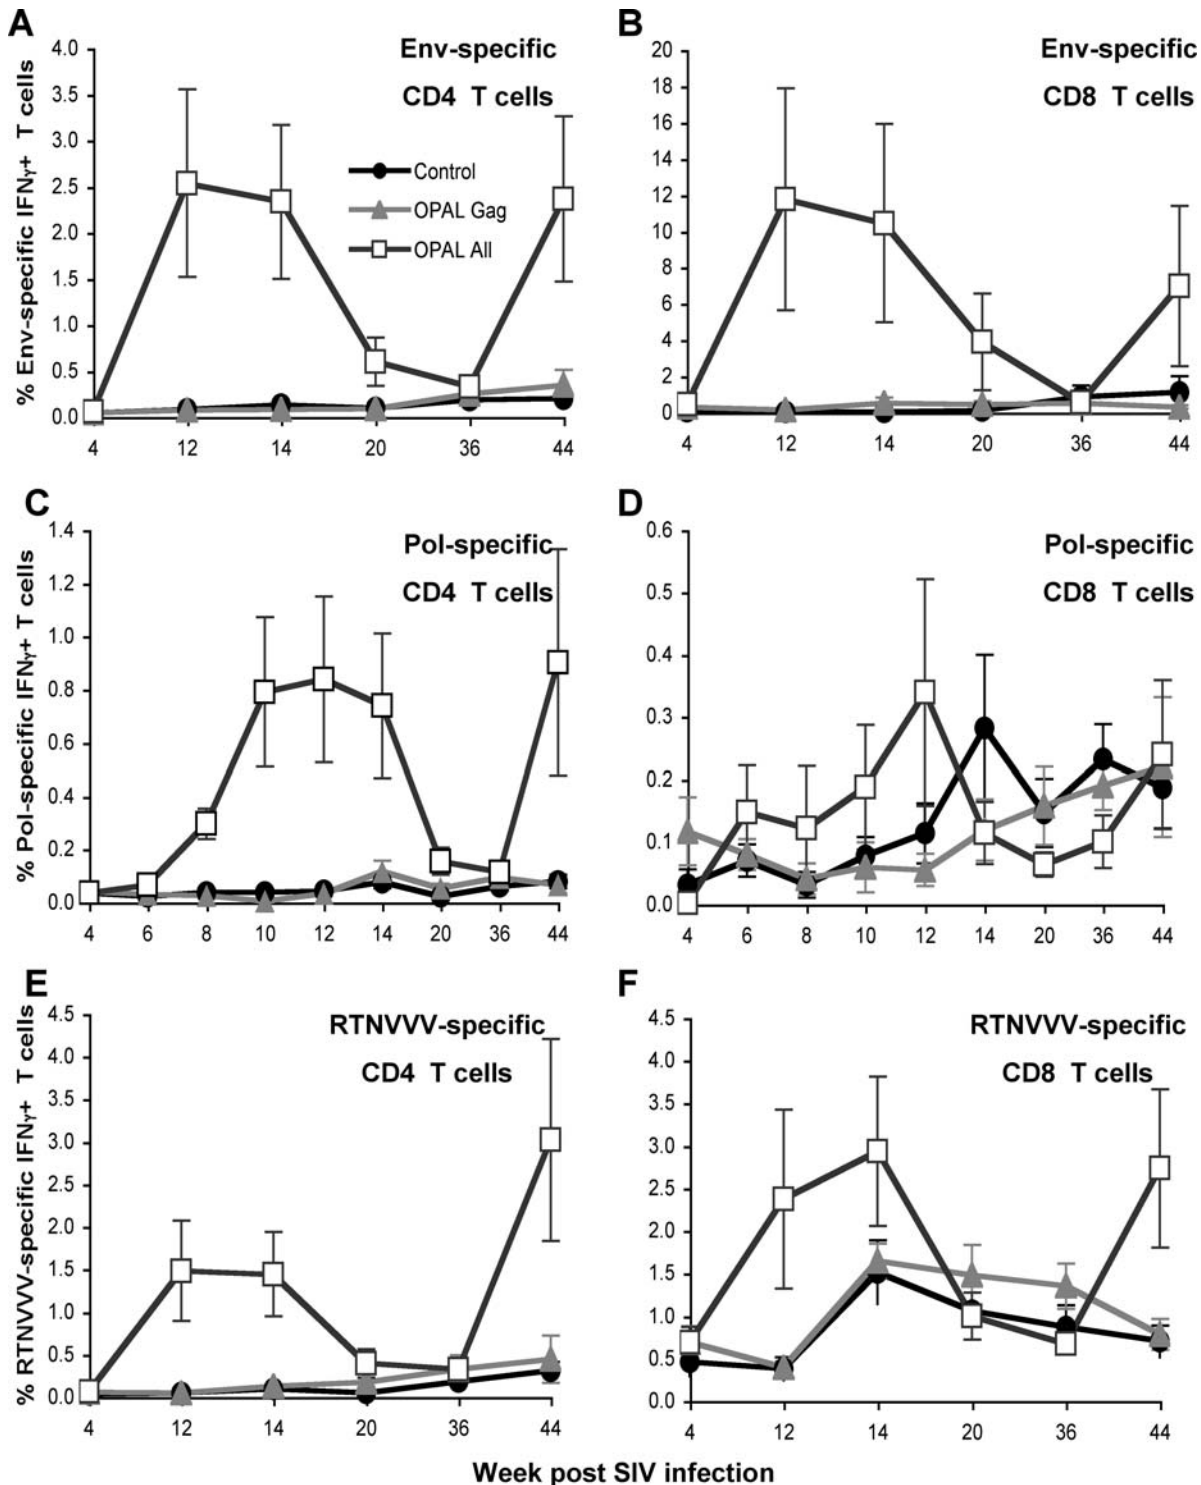 A
Env-specific
CD4 T cells
% Env-specific IFNγ+ T cells
4.0
3.5
3.0
2.5
2.0
1.5
1.0
0.5
0.0
Control
OPAL Gag
OPAL All
4 12 14 20 36 44
B
Env-specific
CD8 T cells
20
18
16
14
12
10
8
6
4
2
0
4 12 14 20 36 44
C
Pol-specific
CD4 T cells
% Pol-specific IFNγ+ T cells
1.4
1.2
1.0
0.8
0.6
0.4
0.2
0.0
4 6 8 10 12 14 20 36 44
D
Pol-specific
CD8 T cells
0.6
0.5
0.4
0.3
0.2
0.1
0.0
4 6 8 10 12 14 20 36 44
E
RTNVVV-specific
CD4 T cells
% RTNVVV-specific IFNγ+ T cells
4.5
4.0
3.5
3.0
2.5
2.0
1.5
1.0
0.5
0.0
4 12 14 20 36 44
F
RTNVVV-specific
CD8 T cells
4.5
4.0
3.5
3.0
2.5
2.0
1.5
1.0
0.5
0.0
4 12 14 20 36 44
Week post SIV infection